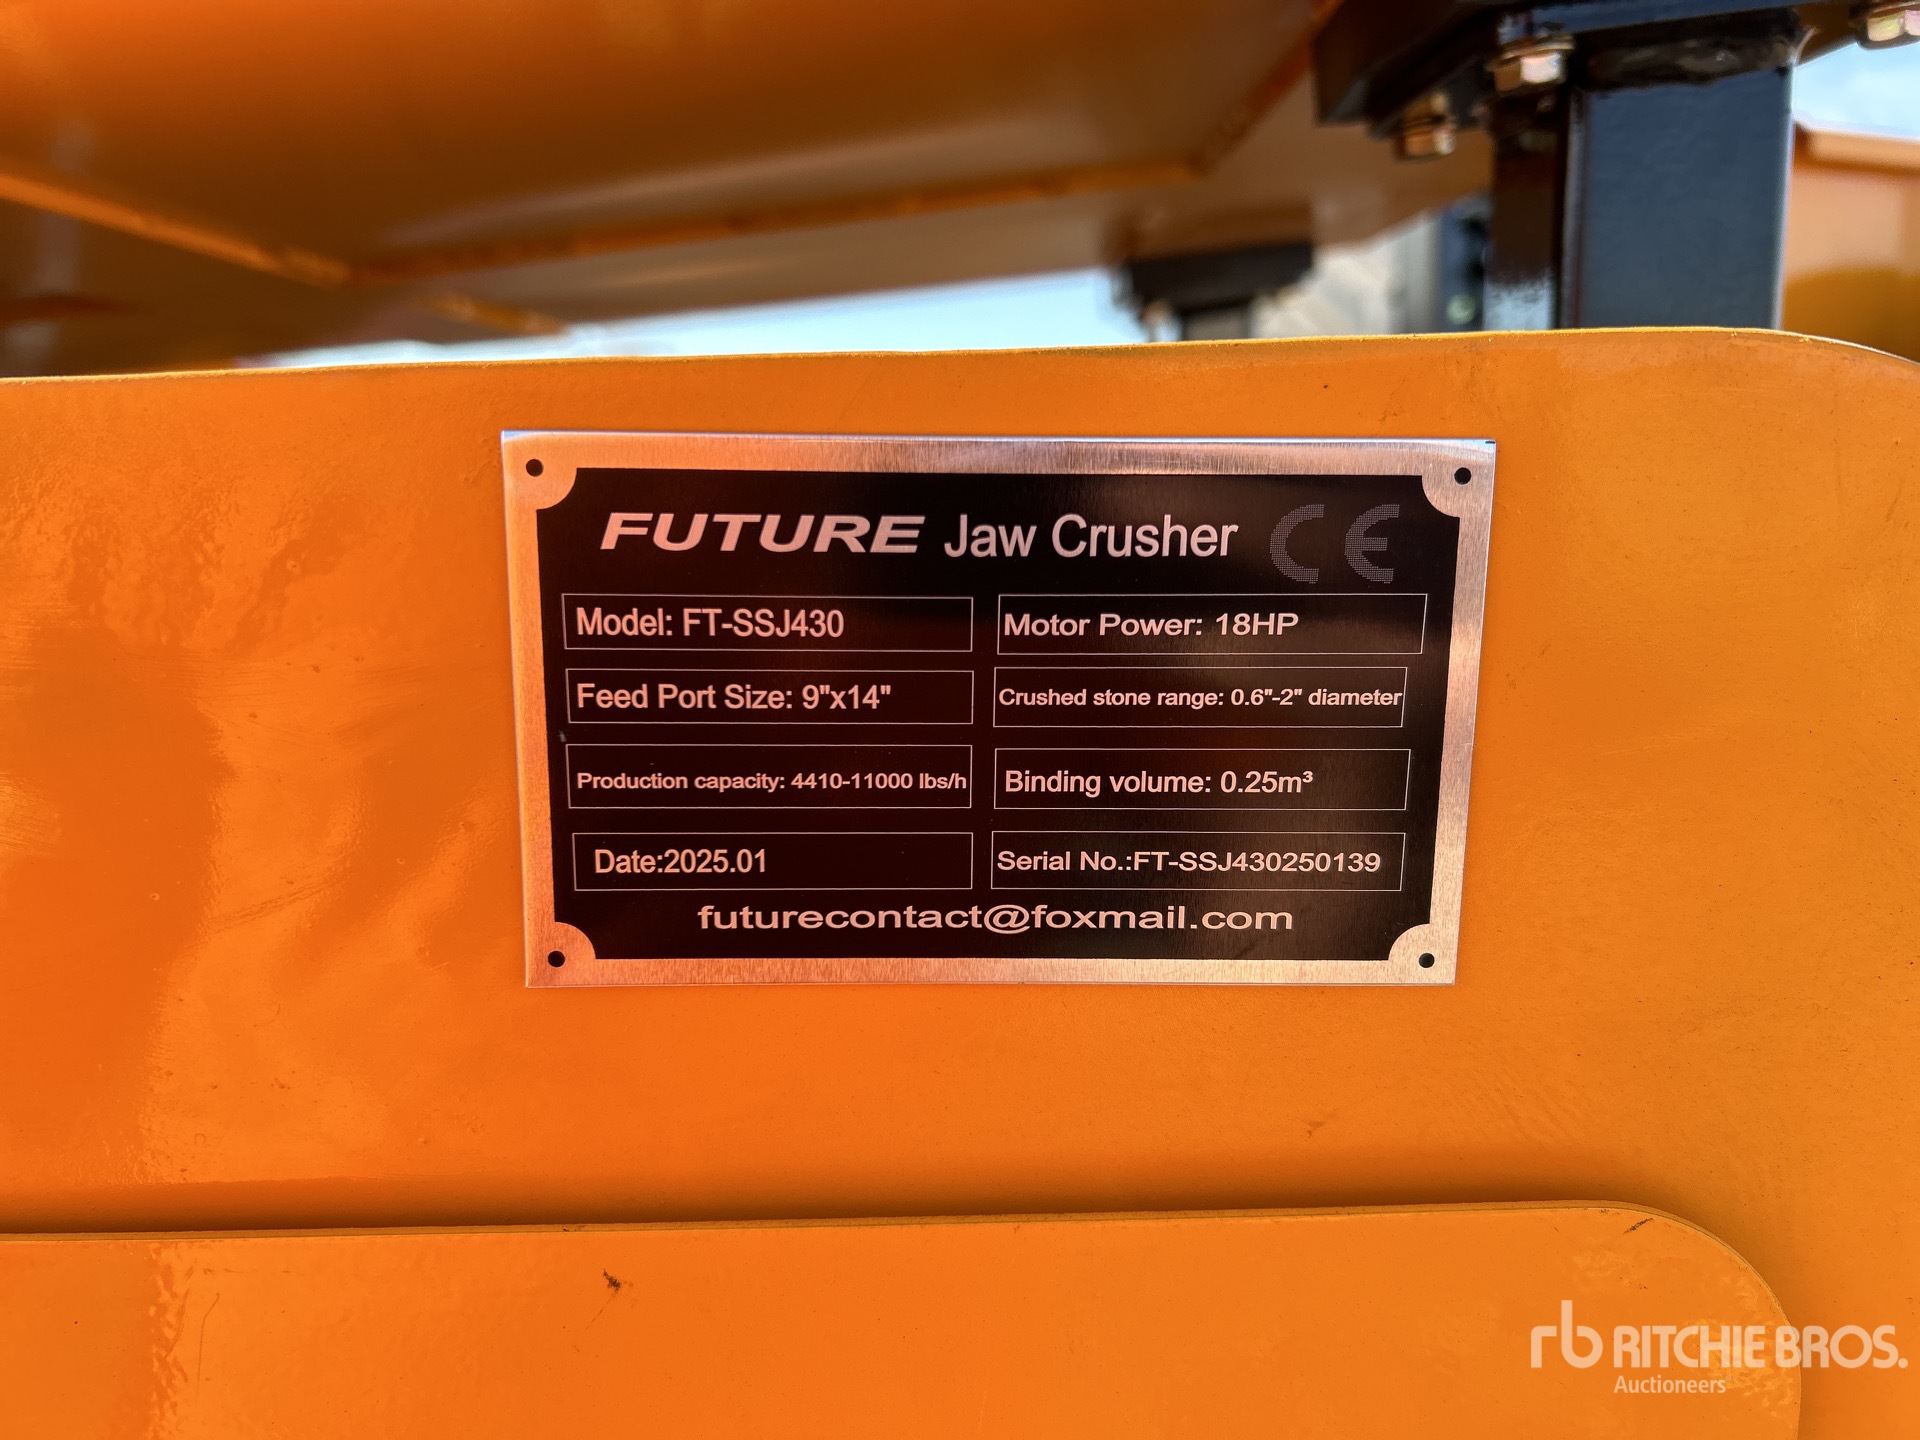 FUTURE Jaw Crusher CE
Model: FT-SSJ430
Motor Power: 18HP
Feed Port Size: 9"x14"
Crushed stone range: 0.6"-2" diameter
Production capacity: 4410-11000 lbs/h
Binding volume: 0.25m³
Date:2025.01
Serial No.:FT-SSJ430250139
futurecontact@foxmail.com
rb RITCHIE BROS.
Auctioneers